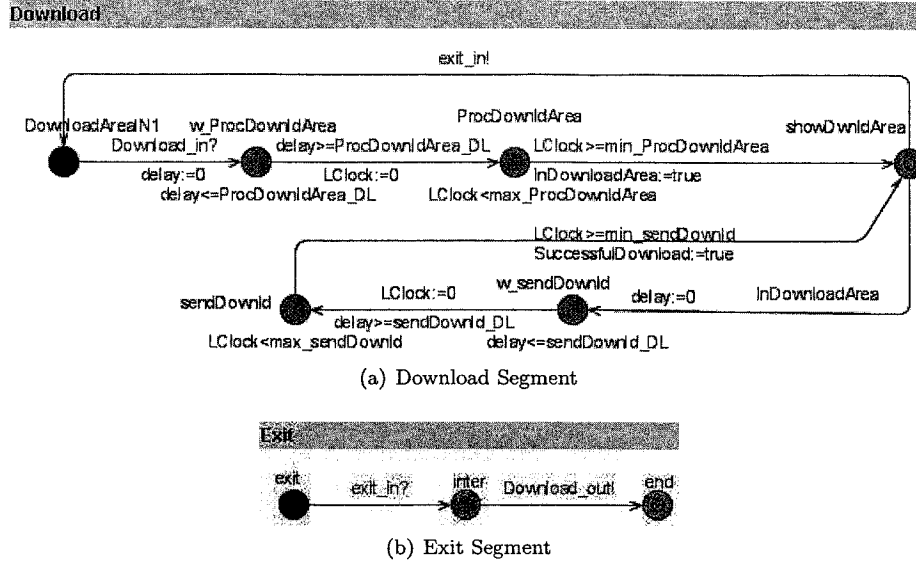 Download
exit_in!
DownloadAreaIN1
w_ProcDownldArea
ProcDownldArea
showDwnldArea
Download_in?
delay>=ProcDownldArea_DL
LClock>=min_ProcDownldArea
delay:=0
LClock:=0
InDownloadArea:=true
delay<=ProcDownldArea_DL
LClock<max_ProcDownldArea
LClock>=min_sendDownld
SuccessfulDownload:=true
sendDownld
LClock:=0
w_sendDownld
delay:=0
InDownloadArea
delay>=sendDownld_DL
LClock<max_sendDownld
delay<=sendDownld_DL
(a) Download Segment
Exit
exit
exit_in?
inter
Download_out!
end
(b) Exit Segment